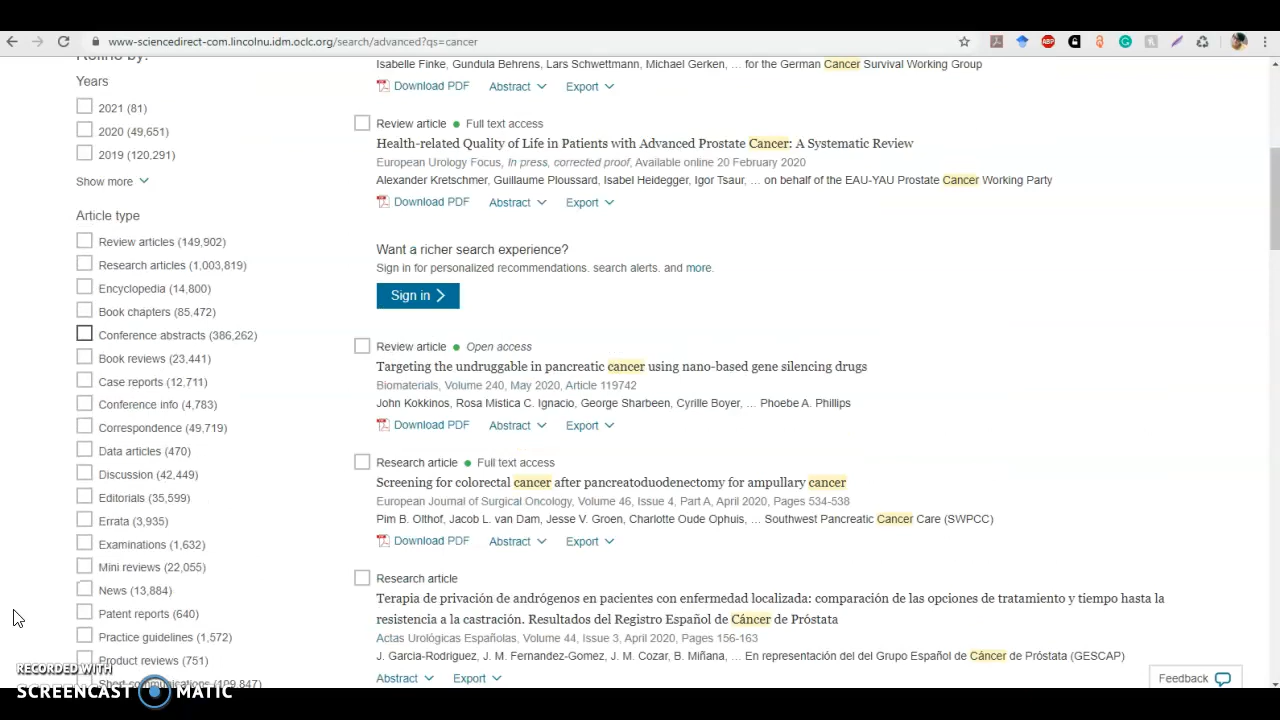 www-sciencedirect-com.lincolnu.idm.oclc.org/search/advanced?qs=cancer
ABP
Refine by:
Years
2021 (81)
2020 (49,651)
2019 (120,291)
Show more
Article type
Review articles (149,902)
Research articles (1,003,819)
Encyclopedia (14,800)
Book chapters (85,472)
Conference abstracts (386,262)
Book reviews (23,441)
Case reports (12,711)
Conference info (4,783)
Correspondence (49,719)
Data articles (470)
Discussion (42,449)
Editorials (35,599)
Errata (3,935)
Examinations (1,632)
Mini reviews (22,055)
News (13,884)
Patent reports (640)
Practice guidelines (1,572)
Product reviews (751)
Short communications (109,847)
Isabelle Finke, Gundula Behrens, Lars Schwettmann, Michael Gerken, ... for the German Cancer Survival Working Group
Download PDF Abstract Export
Review article Full text access
Health-related Quality of Life in Patients with Advanced Prostate Cancer: A Systematic Review
European Urology Focus, In press, corrected proof, Available online 20 February 2020
Alexander Kretschmer, Guillaume Ploussard, Isabel Heidegger, Igor Tsaur, ... on behalf of the EAU-YAU Prostate Cancer Working Party
Download PDF Abstract Export
Want a richer search experience?
Sign in for personalized recommendations, search alerts, and more.
Sign in
Review article Open access
Targeting the undruggable in pancreatic cancer using nano-based gene silencing drugs
Biomaterials, Volume 240, May 2020, Article 119742
John Kokkinos, Rosa Mistica C. Ignacio, George Sharbeen, Cyrille Boyer, ... Phoebe A. Phillips
Download PDF Abstract Export
Research article Full text access
Screening for colorectal cancer after pancreatoduodenectomy for ampullary cancer
European Journal of Surgical Oncology, Volume 46, Issue 4, Part A, April 2020, Pages 534-538
Pim B. Olthof, Jacob L. van Dam, Jesse V. Groen, Charlotte Oude Ophuis, ... Southwest Pancreatic Cancer Care (SWPCC)
Download PDF Abstract Export
Research article
Terapia de privación de andrógenos en pacientes con enfermedad localizada: comparación de las opciones de tratamiento y tiempo hasta la
resistencia a la castración. Resultados del Registro Español de Cáncer de Próstata
Actas Urológicas Españolas, Volume 44, Issue 3, April 2020, Pages 156-163
J. Garcia-Rodriguez, J. M. Fernandez-Gomez, J. M. Cozar, B. Miñana, ... En representación del del Grupo Español de Cáncer de Próstata (GESCAP)
Abstract Export
Feedback
RECORDED WITH
SCREENCAST MATIC